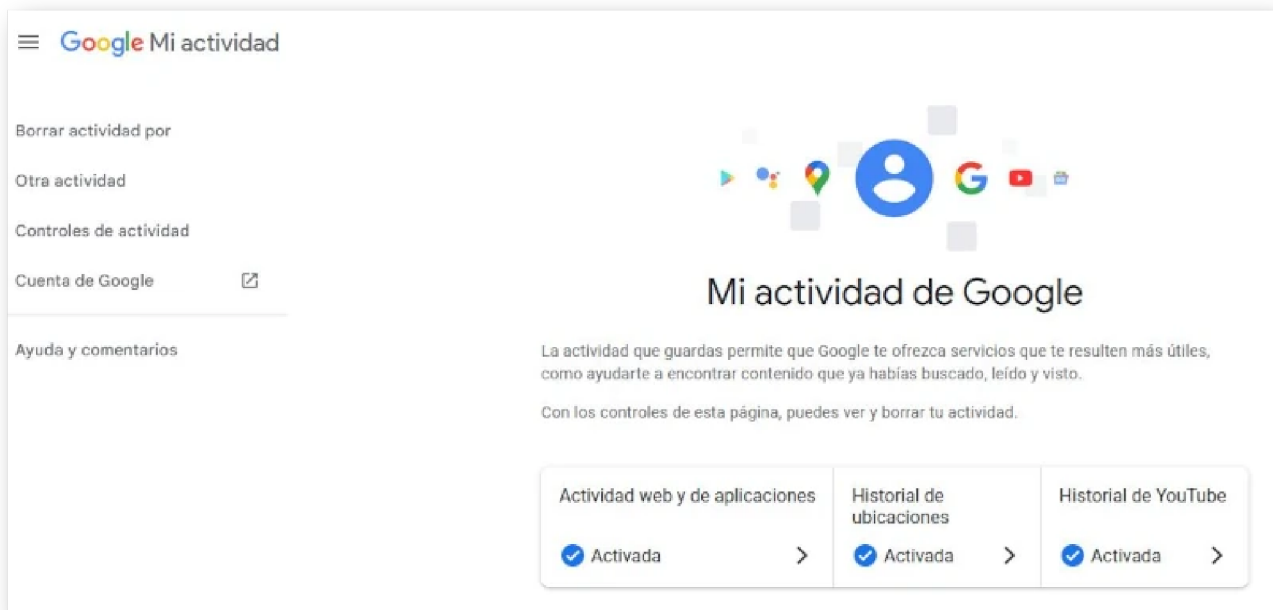 Google Mi actividad
Borrar actividad por
Otra actividad
Controles de actividad
Cuenta de Google
Ayuda y comentarios
Mi actividad de Google
La actividad que guardas permite que Google te ofrezca servicios que te resulten más útiles,
como ayudarte a encontrar contenido que ya habías buscado, leído y visto.
Con los controles de esta página, puedes ver y borrar tu actividad.
Actividad web y de aplicaciones
Activada
Historial de
ubicaciones
Activada
Historial de YouTube
Activada